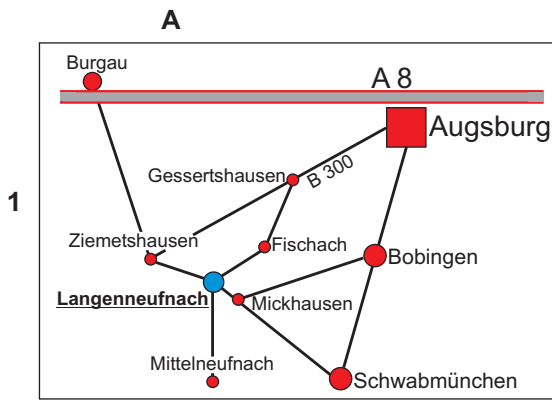 A
1
Burgau
A 8
Augsburg
Gessertshausen
B 300
Ziemetshausen
Fischach
Bobingen
Langenneufnach
Mickhausen
Mittelneufnach
Schwabmünchen